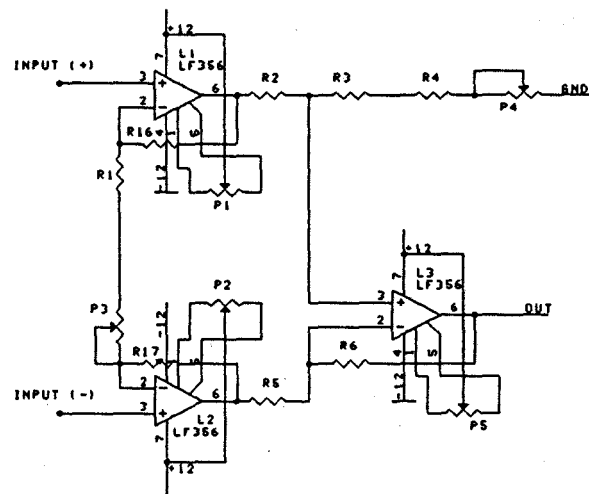 +12
7
L1
LF356
INPUT (+)
3
+
6
R2
R3
R4
2
-
P4
GND
R16
4
1
5
R1
-12
P1
+12
P2
7
L3
LF356
P3
-12
3
+
6
OUT
2
-
R17
5
R6
4
1
5
2
-
6
R5
-12
INPUT (-)
3
+
L2
P5
7
LF356
+12